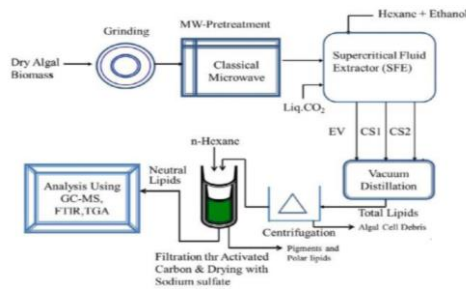 Hexane + Ethanol
Grinding
MW-Pretreatment
Dry Algal
Biomass
Classical
Microwave
Supercritical Fluid
Extractor (SFE)
Liq.CO2
EV CS1 CS2
n-Hexane
Neutral
Lipids
Vacuum
Distillation
Analysis Using
GC-MS,
FTIR,TGA
Total Lipids
Centrifugation
Algal Cell Debris
Pigments and
Polar lipids
Filtration thr Activated
Carbon & Drying with
Sodium sulfate